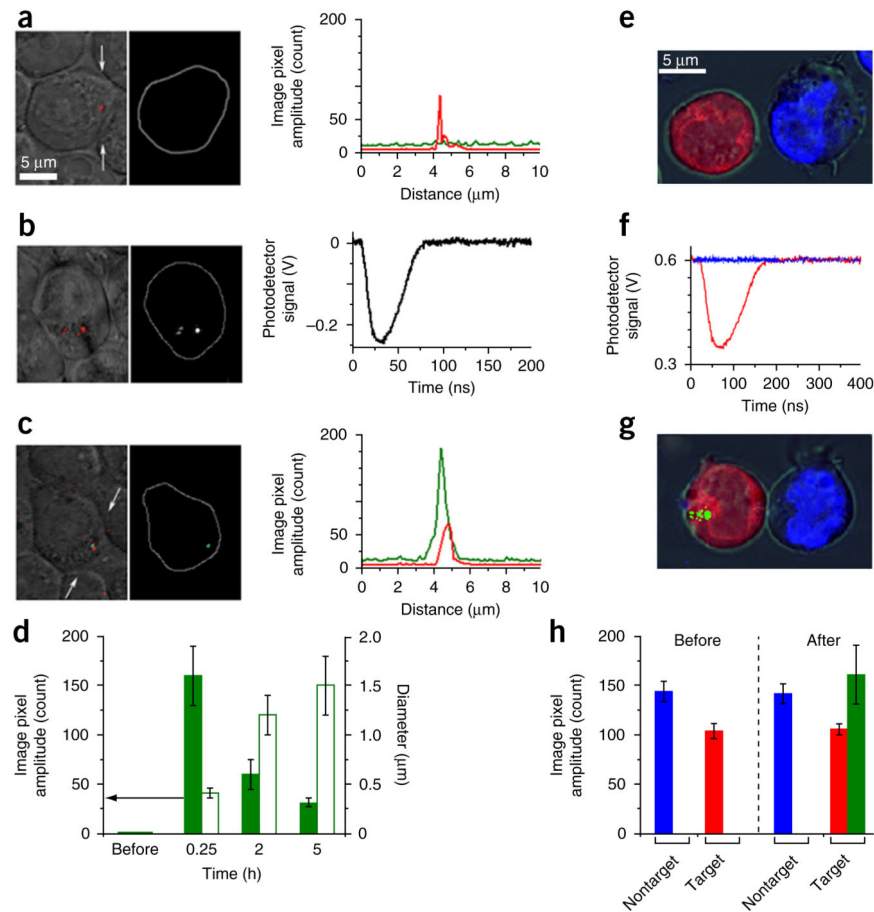 a
5 μm
Image pixel
amplitude (count)
200
50
0
0 2 4 6 8 10
Distance (μm)
b
Photodetector
signal (V)
0
–0.2
0 50 100 150 200
Time (ns)
c
Image pixel
amplitude (count)
200
50
0
0 2 4 6 8 10
Distance (μm)
d
Image pixel
amplitude (count)
200
150
100
50
0
2.0
1.5
1.0
0.5
0
Diameter (μm)
Before 0.25 2 5
Time (h)
e
5 μm
f
Photodetector
signal (V)
0.6
0.3
0 100 200 300 400
Time (ns)
g
h
Image pixel
amplitude (count)
200
150
100
50
0
Before After
Nontarget Target Nontarget Target